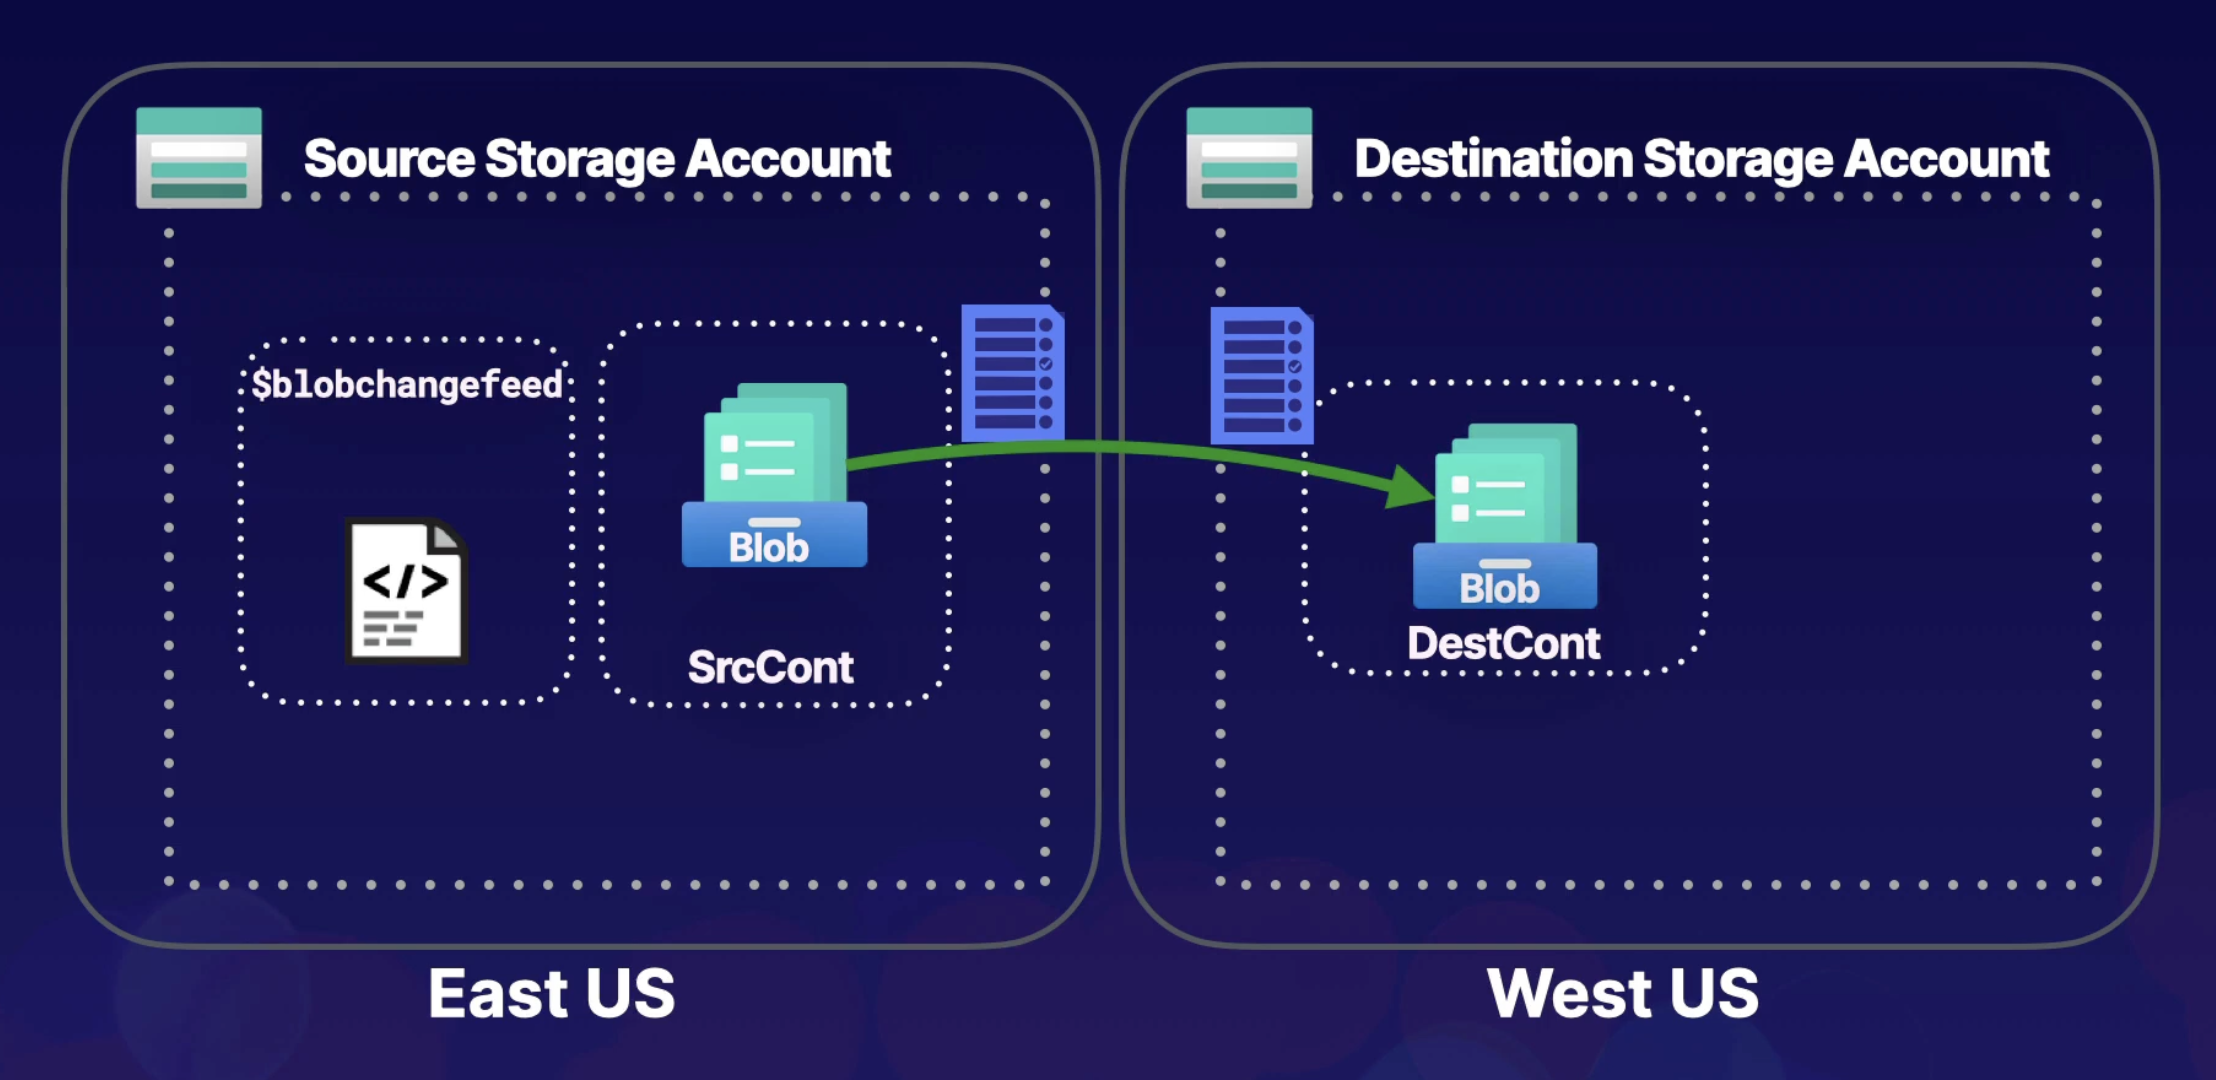 Source Storage Account
$blobchangefeed
</>
Blob
SrcCont
East US
Destination Storage Account
Blob
DestCont
West US